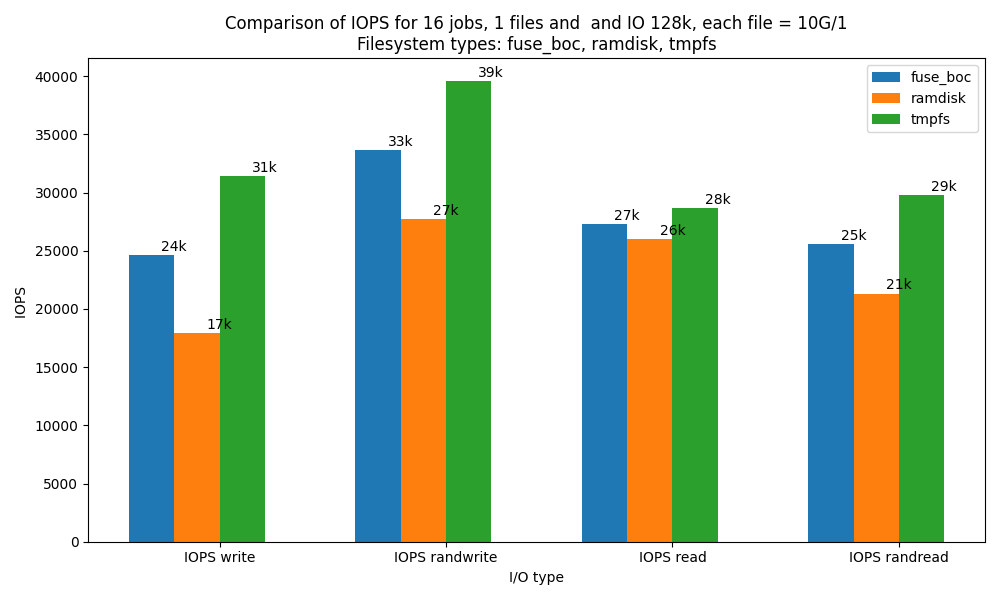 Comparison of IOPS for 16 jobs, 1 files and  and IO 128k, each file = 10G/1
Filesystem types: fuse_boc, ramdisk, tmpfs
fuse_boc
ramdisk
tmpfs
IOPS
40000
35000
30000
25000
20000
15000
10000
5000
0
24k
17k
31k
33k
27k
39k
27k
26k
28k
25k
21k
29k
IOPS write
IOPS randwrite
IOPS read
IOPS randread
I/O type